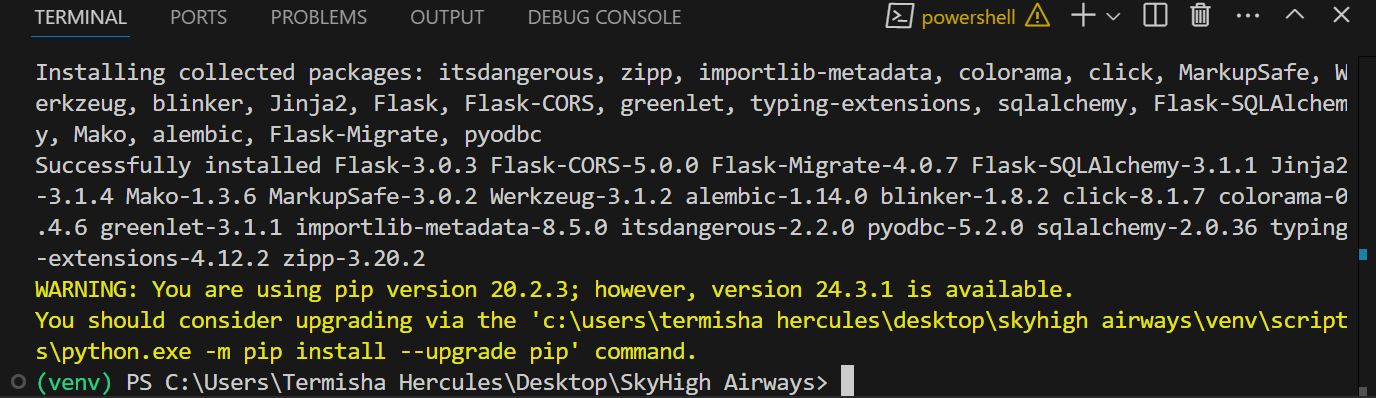 TERMINAL PORTS PROBLEMS OUTPUT DEBUG CONSOLE powershell
Installing collected packages: itsdangerous, zipp, importlib-metadata, colorama, click, MarkupSafe, W
erkzeug, blinker, Jinja2, Flask, Flask-CORS, greenlet, typing-extensions, sqlalchemy, Flask-SQLAlchem
y, Mako, alembic, Flask-Migrate, pyodbc
Successfully installed Flask-3.0.3 Flask-CORS-5.0.0 Flask-Migrate-4.0.7 Flask-SQLAlchemy-3.1.1 Jinja2
-3.1.4 Mako-1.3.6 MarkupSafe-3.0.2 Werkzeug-3.1.2 alembic-1.14.0 blinker-1.8.2 click-8.1.7 colorama-0
.4.6 greenlet-3.1.1 importlib-metadata-8.5.0 itsdangerous-2.2.0 pyodbc-5.2.0 sqlalchemy-2.0.36 typing
-extensions-4.12.2 zipp-3.20.2
WARNING: You are using pip version 20.2.3; however, version 24.3.1 is available.
You should consider upgrading via the 'c:\users\termisha hercules\desktop\skyhigh airways\venv\script
s\python.exe -m pip install --upgrade pip' command.
(venv) PS C:\Users\Termisha Hercules\Desktop\SkyHigh Airways>